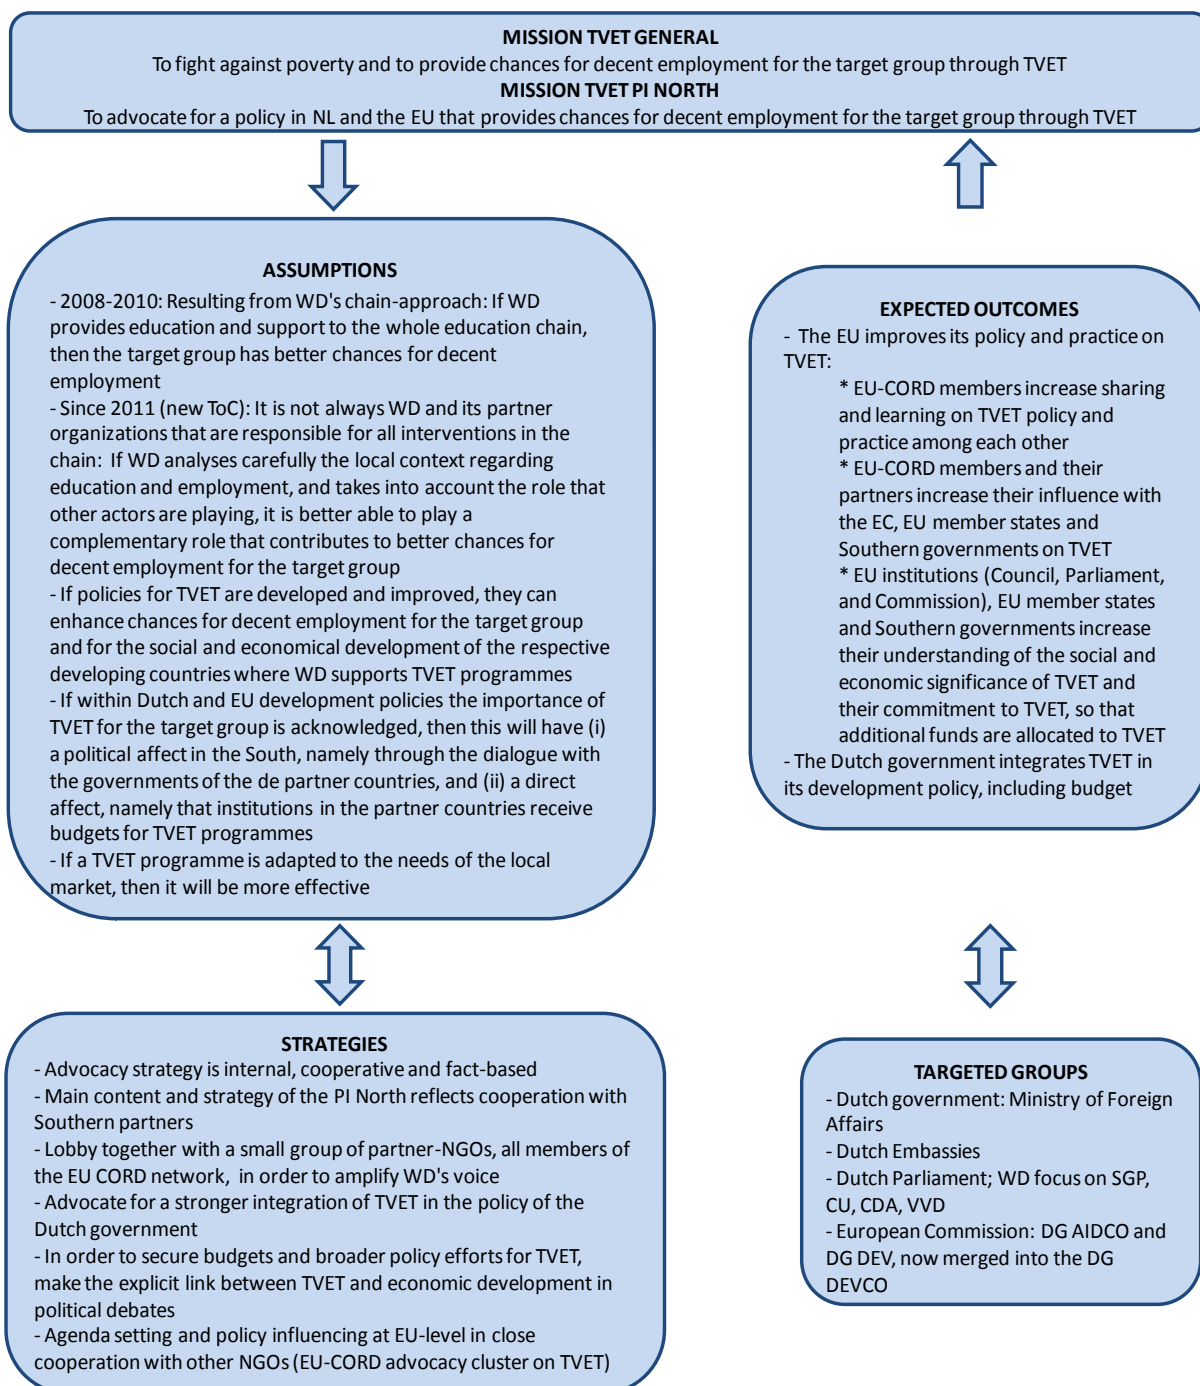 MISSION TVET GENERAL
To fight against poverty and to provide chances for decent employment for the target group through TVET
MISSION TVET PI NORTH
To advocate for a policy in NL and the EU that provides chances for decent employment for the target group through TVET
ASSUMPTIONS
- 2008-2010: Resulting from WD's chain-approach: If WD
provides education and support to the whole education chain,
then the target group has better chances for decent
employment
- Since 2011 (new ToC): It is not always WD and its partner
organizations that are responsible for all interventions in the
chain: If WD analyses carefully the local context regarding
education and employment, and takes into account the role that
other actors are playing, it is better able to play a
complementary role that contributes to better chances for
decent employment for the target group
- If policies for TVET are developed and improved, they can
enhance chances for decent employment for the target group
and for the social and economical development of the respective
developing countries where WD supports TVET programmes
- If within Dutch and EU development policies the importance of
TVET for the target group is acknowledged, then this will have (i)
a political affect in the South, namely through the dialogue with
the governments of the de partner countries, and (ii) a direct
affect, namely that institutions in the partner countries receive
budgets for TVET programmes
- If a TVET programme is adapted to the needs of the local
market, then it will be more effective
EXPECTED OUTCOMES
- The EU improves its policy and practice on
TVET:
* EU-CORD members increase sharing
and learning on TVET policy and
practice among each other
* EU-CORD members and their
partners increase their influence with
the EC, EU member states and
Southern governments on TVET
* EU institutions (Council, Parliament,
and Commission), EU member states
and Southern governments increase
their understanding of the social and
economic significance of TVET and
their commitment to TVET, so that
additional funds are allocated to TVET
- The Dutch government integrates TVET in
its development policy, including budget
STRATEGIES
- Advocacy strategy is internal, cooperative and fact-based
- Main content and strategy of the PI North reflects cooperation with
Southern partners
- Lobby together with a small group of partner-NGOs, all members of
the EU CORD network, in order to amplify WD's voice
- Advocate for a stronger integration of TVET in the policy of the
Dutch government
- In order to secure budgets and broader policy efforts for TVET,
make the explicit link between TVET and economic development in
political debates
- Agenda setting and policy influencing at EU-level in close
cooperation with other NGOs (EU-CORD advocacy cluster on TVET)
TARGETED GROUPS
- Dutch government: Ministry of Foreign
Affairs
- Dutch Embassies
- Dutch Parliament; WD focus on SGP,
CU, CDA, VVD
- European Commission: DG AIDCO and
DG DEV, now merged into the DG
DEVCO